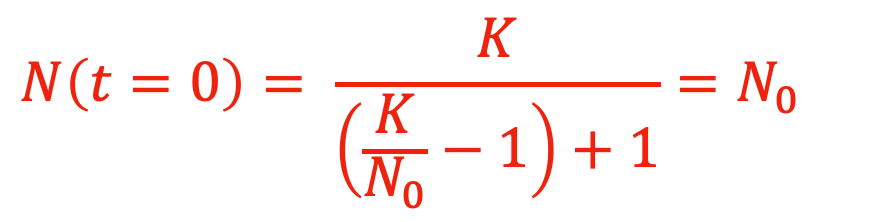 N(t = 0) = K / ((K/N₀ − 1) + 1) = N₀